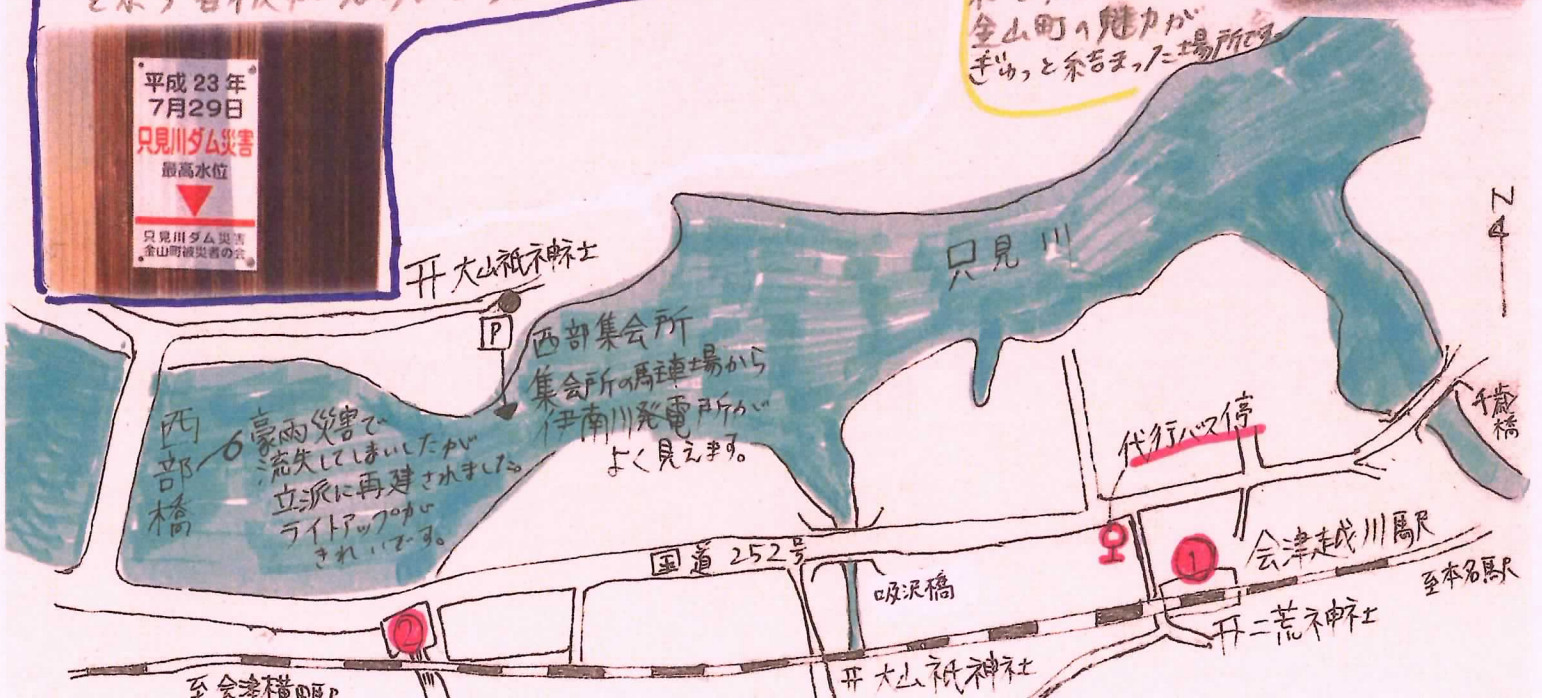 金山町の魅力が
ぎゅっと詰まった場所です。
平成23年
7月29日
只見川ダム災害
最高水位
只見川ダム災害
金山町被災者の会
大山祇神社
P
西部集会所
集会所の駐車場から
伊南川発電所が
よく見えます。
只見川
N
西部橋
豪雨災害で
流失してしまいしたが
立派に再建されました。
ライトアップが
きれいです。
代行バス停
千歳橋
国道252号
吸沢橋
①
会津越川駅
至本名駅
二荒神社
②
大山祇神社
至会津横田駅